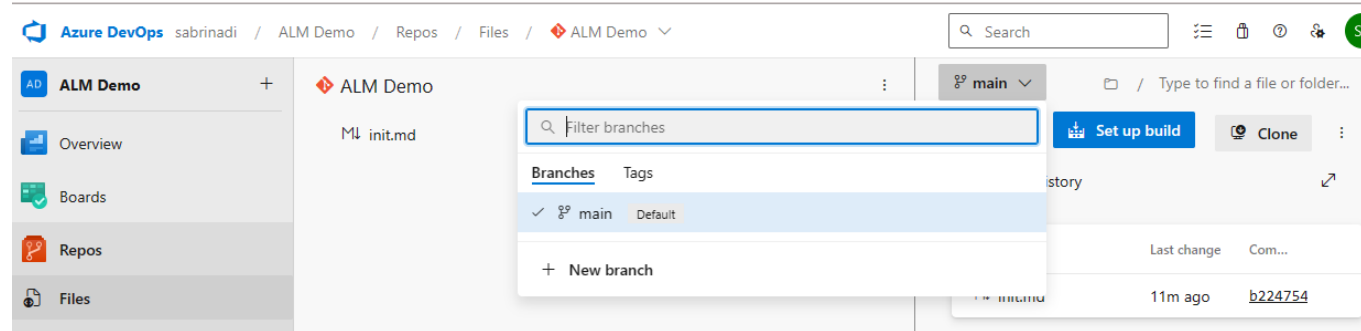 Azure DevOps sabrinadi / ALM Demo / Repos / Files / ALM Demo
Search
S
AD ALM Demo +
ALM Demo
main
/ Type to find a file or folder...
M↓ init.md
Filter branches
Set up build
Clone
Overview
Branches Tags
istory
Boards
main Default
Repos
+ New branch
Last change Com...
Files
init.md 11m ago b224754